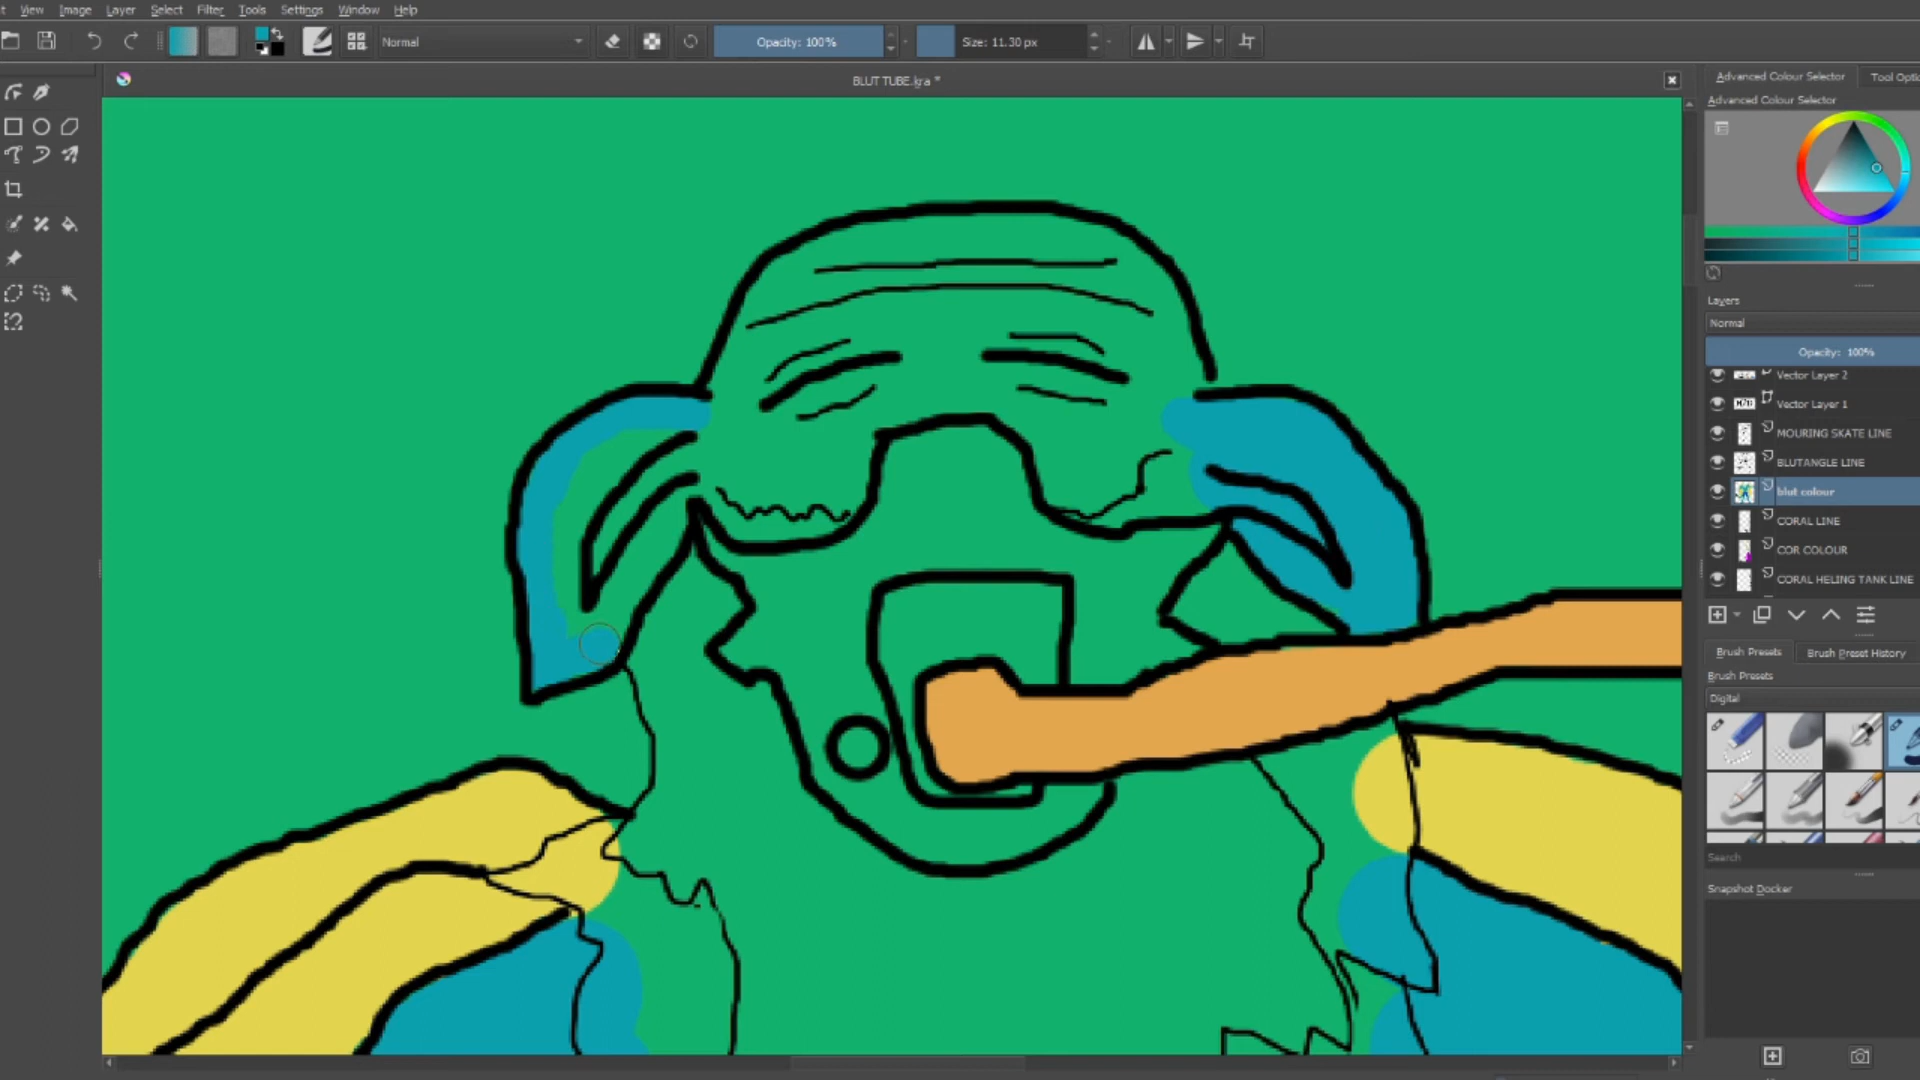 View Image Layer Select Filter Tools Settings Window Help
Normal Opacity: 100% Size: 11.30 px
BLUT TUBE.kra *
Advanced Colour Selector Tool Optic
Advanced Colour Selector
Layers
Normal
Opacity: 100%
Vector Layer 2
Vector Layer 1
MOURING SKATE LINE
BLUTANGLE LINE
blut colour
CORAL LINE
COR COLOUR
CORAL HELING TANK LINE
Brush Presets Brush Preset History
Brush Presets
Digital
Search
Snapshot Docker